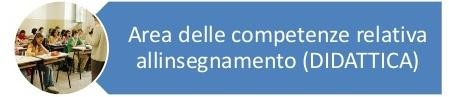 Area delle competenze relativa
allinsegnamento (DIDATTICA)